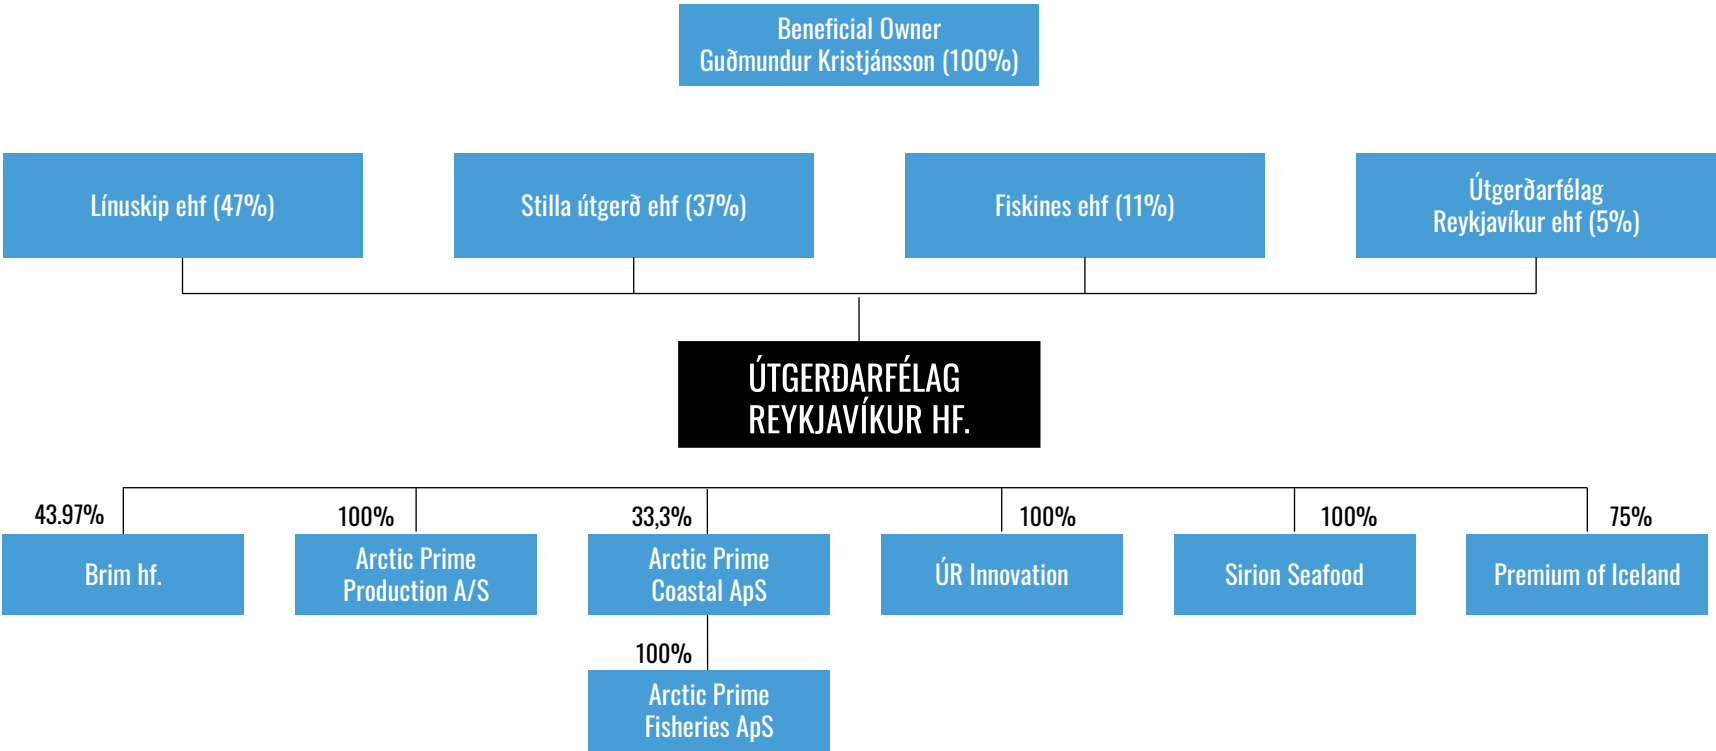 Beneficial Owner
Guðmundur Kristjánsson (100%)
Línuskip ehf (47%)
Stilla útgerð ehf (37%)
Fiskines ehf (11%)
Útgerðarfélag
Reykjavíkur ehf (5%)
ÚTGERÐARFÉLAG
REYKJAVÍKUR HF.
43.97%
Brim hf.
100%
Arctic Prime
Production A/S
33,3%
Arctic Prime
Coastal ApS
100%
ÚR Innovation
100%
Sirion Seafood
75%
Premium of Iceland
100%
Arctic Prime
Fisheries ApS